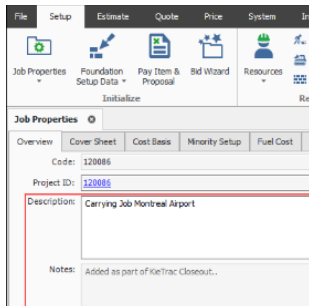 File Setup Estimate Quote Price System
Job Properties Foundation Setup Data Pay Item & Proposal Bid Wizard Resources
Initialize
Job Properties
Overview Cover Sheet Cost Basis Minority Setup Fuel Cost
Code: 120086
Project ID: 120086
Description: Carrying Job Montreal Airport
Notes: Added as part of KieTrac Closeout..